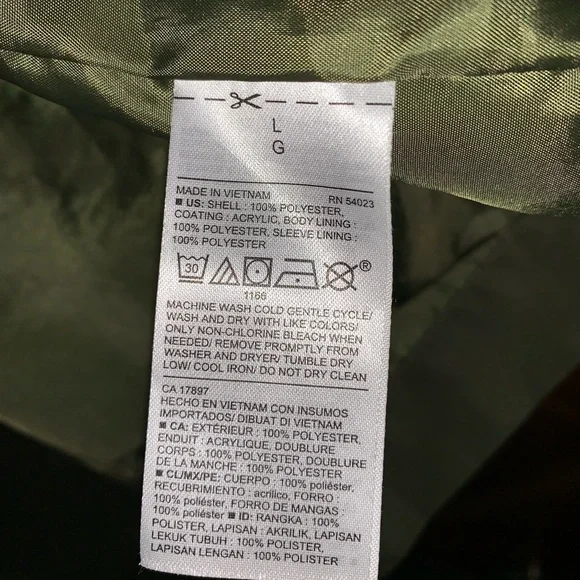 L
G
MADE IN VIETNAM RN 54023
■ US: SHELL : 100% POLYESTER,
COATING : ACRYLIC, BODY LINING :
100% POLYESTER, SLEEVE LINING :
100% POLYESTER
30 ®
1166
MACHINE WASH COLD GENTLE CYCLE/
WASH AND DRY WITH LIKE COLORS/
ONLY NON-CHLORINE BLEACH WHEN
NEEDED/ REMOVE PROMPTLY FROM
WASHER AND DRYER/ TUMBLE DRY
LOW/ COOL IRON/ DO NOT DRY CLEAN
CA 17897
HECHO EN VIETNAM CON INSUMOS
IMPORTADOS/ DIBUAT DI VIETNAM
■ CA: EXTÉRIEUR : 100% POLYESTER,
ENDUIT : ACRYLIQUE, DOUBLURE
CORPS : 100% POLYESTER, DOUBLURE
DE LA MANCHE : 100% POLYESTER
■ CL/MX/PE: CUERPO : 100% poliéster,
RECUBRIMIENTO : acrílico, FORRO :
100% poliéster, FORRO DE MANGAS :
100% poliéster ■ ID: RANGKA : 100%
POLISTER, LAPISAN : AKRILIK, LAPISAN
LEKUK TUBUH : 100% POLISTER,
LAPISAN LENGAN : 100% POLISTER